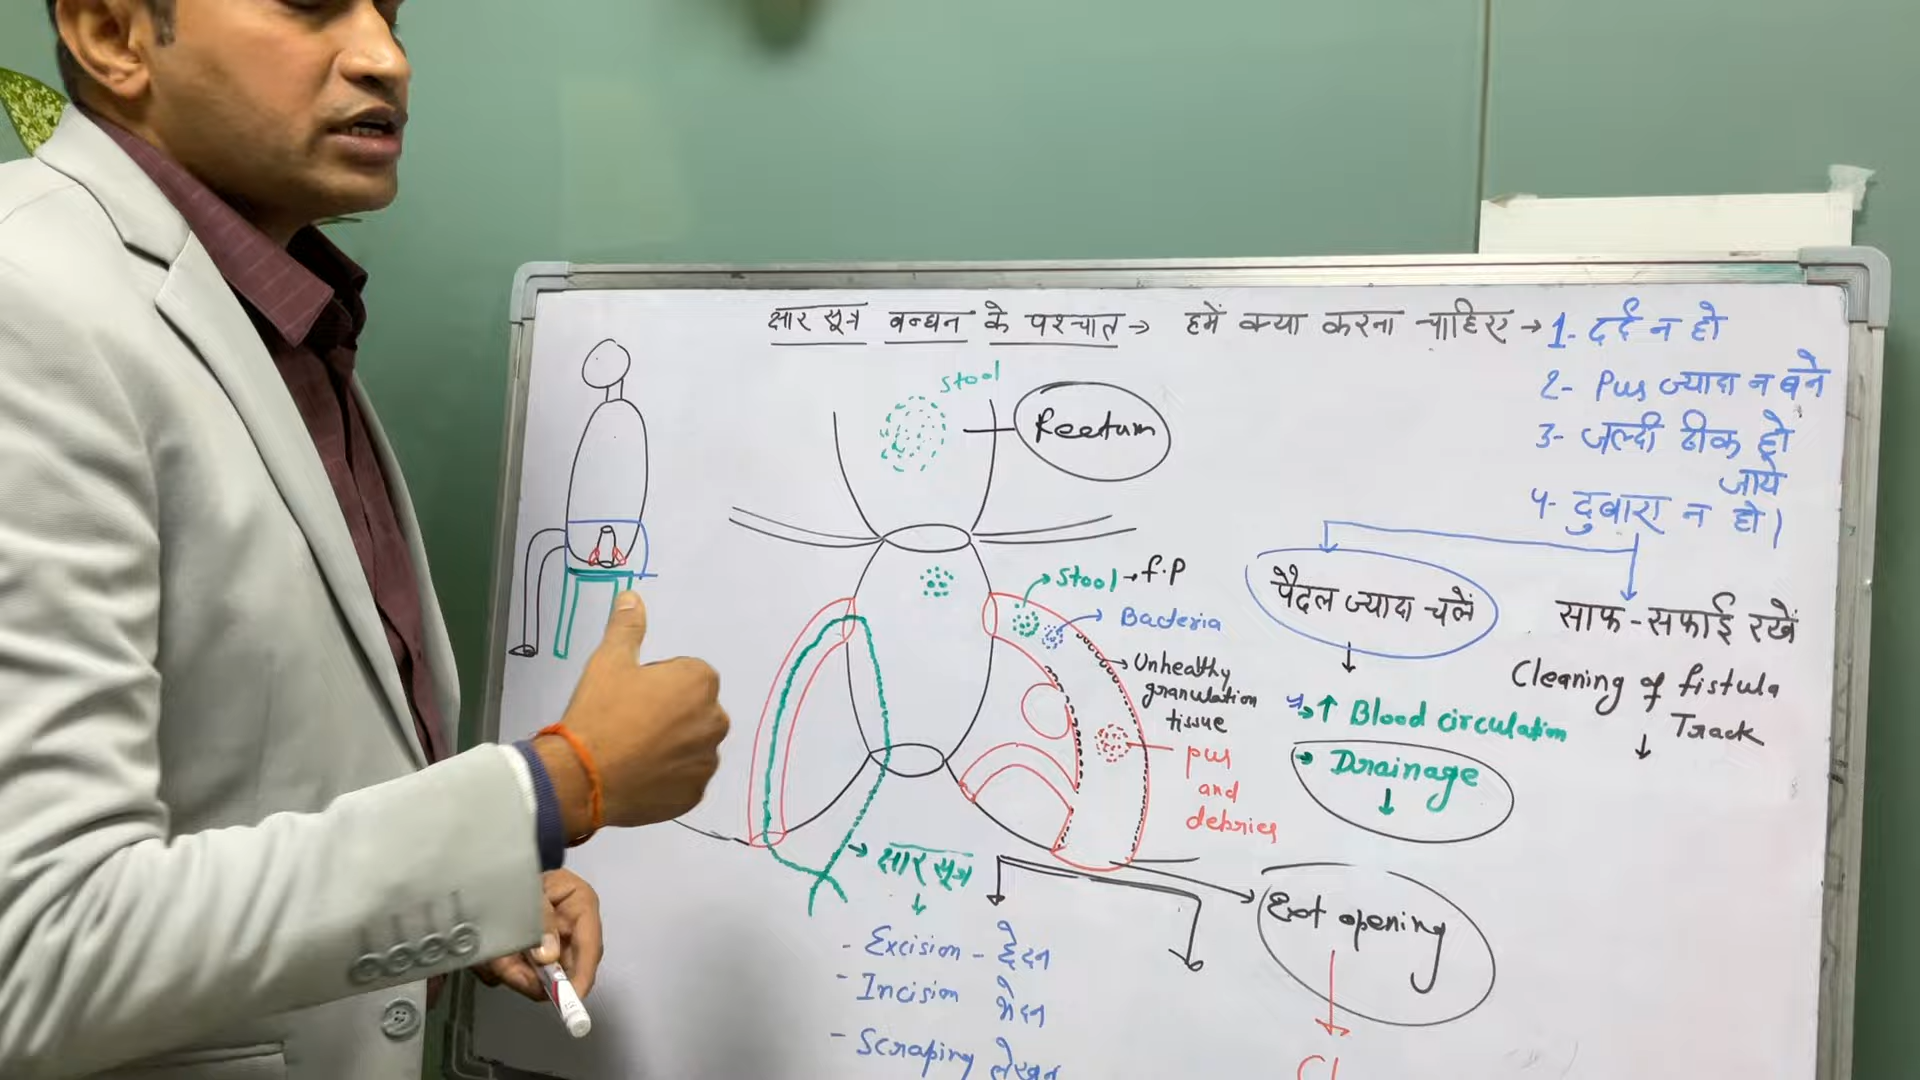 क्षार सूत्र बन्धन के पश्चात → हमें क्या करना चाहिए →
1- दर्द न हो
2- Pus ज्यादा न बने
3- जल्दी ठीक हो
जाये
4- दुबारा न हो।
stool
Rectum
stool → f.P
Bacteria
Unhealthy
granulation
tissue
pus
and
debries
पैदल ज्यादा चलें
↑ Blood circulation
Drainage
साफ-सफाई रखें
Cleaning of fistula
Track
→ क्षार सूत्र
- Excision - छेदन
- Incision भेदन
- Scraping लेखन
Ext opening